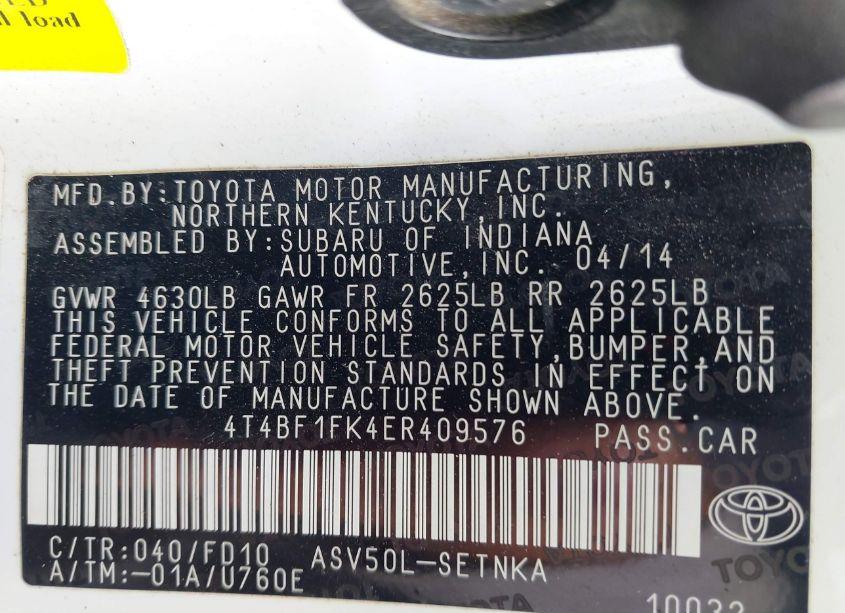 l load
MFD.BY:TOYOTA MOTOR MANUFACTURING,
NORTHERN KENTUCKY,INC.
ASSEMBLED BY:SUBARU OF INDIANA
AUTOMOTIVE,INC. 04/14
GVWR 4630LB GAWR FR 2625LB RR 2625LB
THIS VEHICLE CONFORMS TO ALL APPLICABLE
FEDERAL MOTOR VEHICLE SAFETY,BUMPER,AND
THEFT PREVENTION STANDARDS IN EFFECT ON
THE DATE OF MANUFACTURE SHOWN ABOVE.
4T4BF1FK4ER409576 PASS.CAR
C/TR:040/FD10 ASV50L-SETNKA
A/TM:-01A/U760E